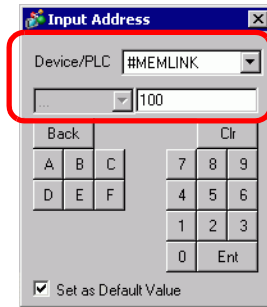 Input Address
Device/PLC #MEMLINK
... 100
Back Clr
A B C 7 8 9
D E F 4 5 6
1 2 3
0 Ent
Set as Default Value